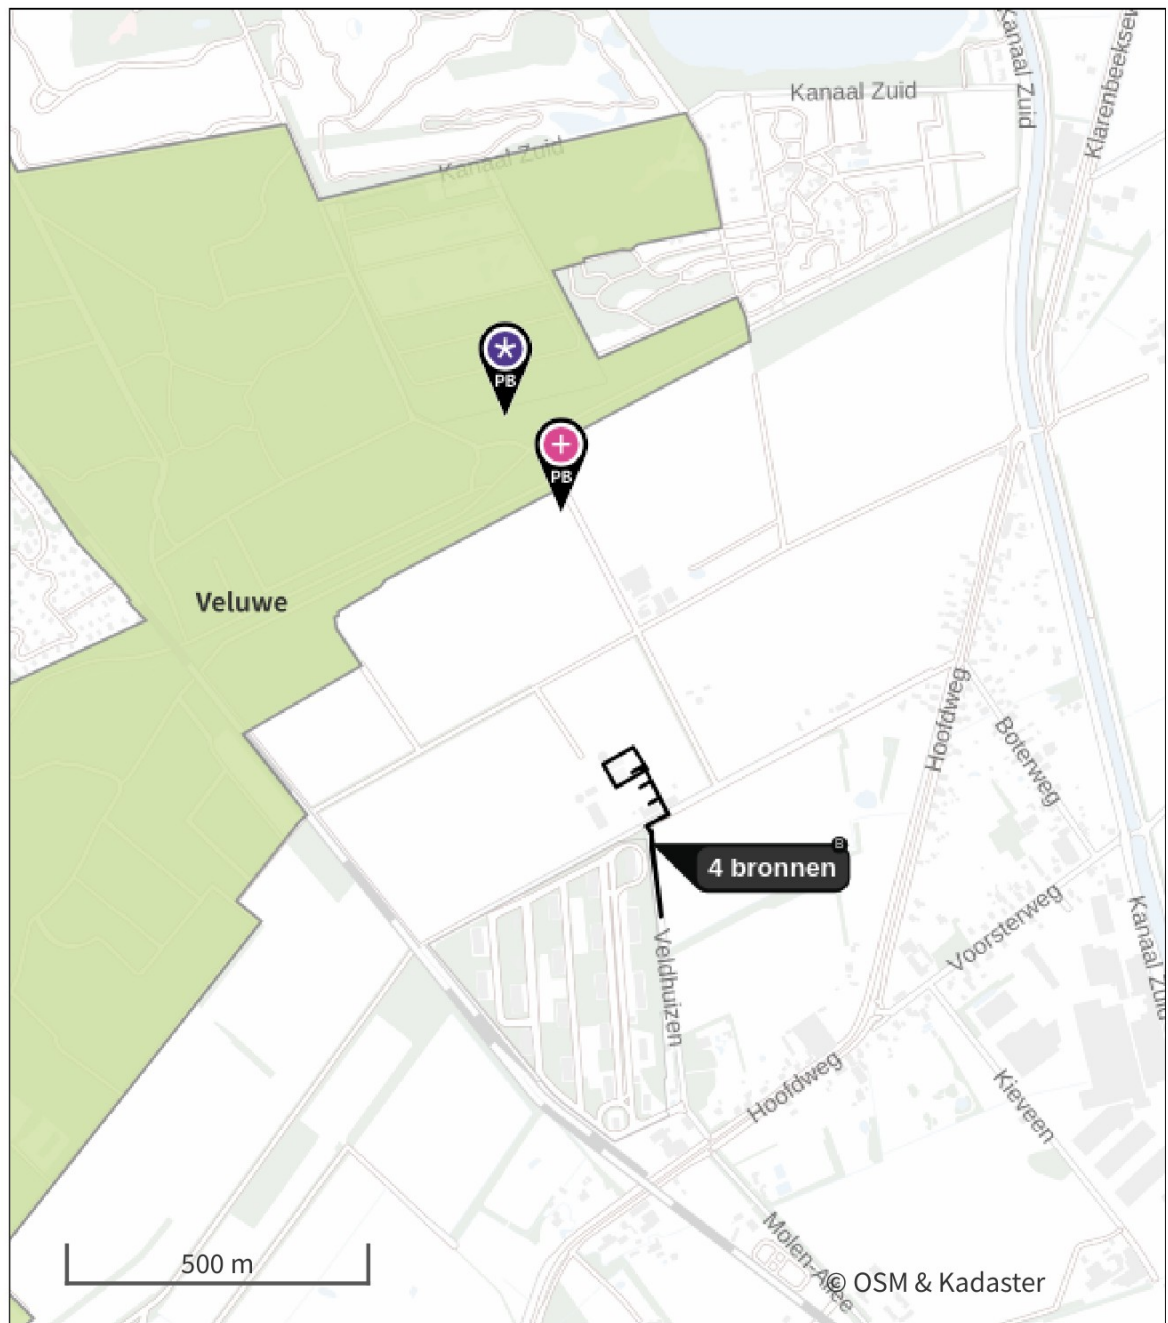 Kanaal Zuid
Klarenbeeksew
Kanaal Zuid
Kanaal Zuid
PB
PB
Veluwe
Hoofdweg
Boterweg
B
4 bronnen
Voorsterweg
Kanaal Zuid
Veldhuizen
Hoofdweg
Kieveen
Molen-Allee
500 m
© OSM & Kadaster